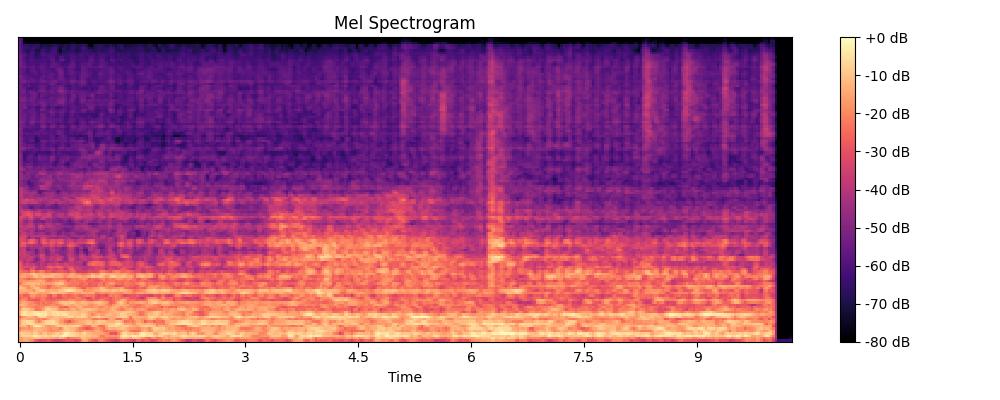 Mel Spectrogram
+0 dB
-10 dB
-20 dB
-30 dB
-40 dB
-50 dB
-60 dB
-70 dB
-80 dB
0 1.5 3 4.5 6 7.5 9
Time